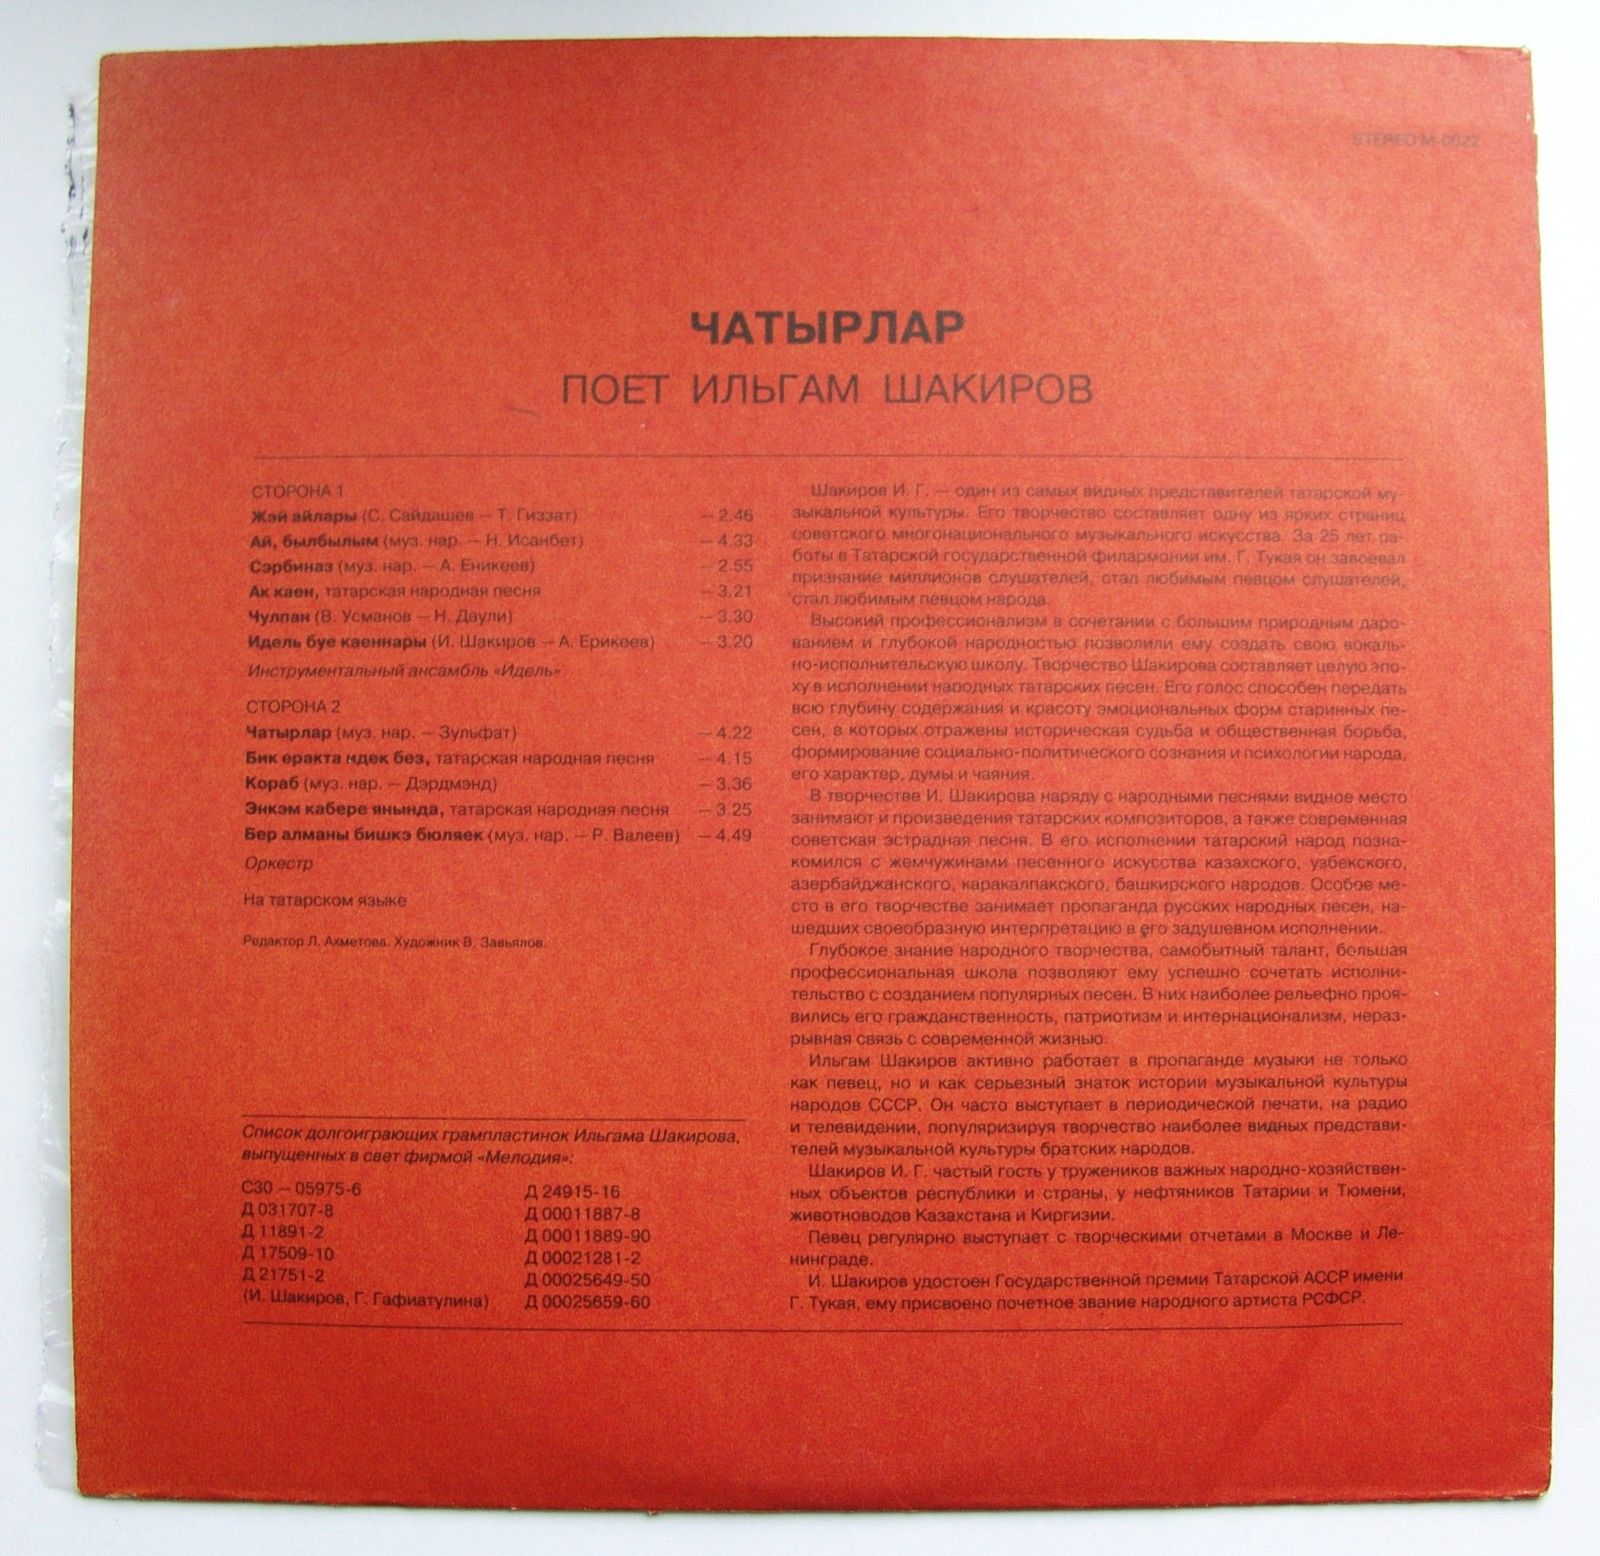 STEREO М-0022
ЧАТЫРЛАР
ПОЕТ ИЛЬГАМ ШАКИРОВ
СТОРОНА 1
Жэй айлары (С. Сайдашев — Т. Гиззат) — 2.46
Ай, былбылым (муз. нар. — Н. Исанбет) — 4.33
Сэрбиназ (муз. нар. — А. Еникеев) — 2.55
Ак каен, татарская народная песня — 3.21
Чулпан (В. Усманов — Н. Даули) — 3.30
Идель буе каеннары (И. Шакиров — А. Ерикеев) — 3.20
Инструментальный ансамбль «Идель»
СТОРОНА 2
Чатырлар (муз. нар. — Зульфат) — 4.22
Бик еракта идек без, татарская народная песня — 4.15
Кораб (муз. нар. — Дэрдмэнд) — 3.36
Энкэм кабере янында, татарская народная песня — 3.25
Бер алманы бишкэ бюляек (муз. нар. — Р. Валеев) — 4.49
Оркестр
На татарском языке
Редактор Л. Ахметова. Художник В. Завьялов.
Список долгоиграющих грампластинок Ильгама Шакирова,
выпущенных в свет фирмой «Мелодия»:
С30 — 05975-6
Д 031707-8
Д 11891-2
Д 17509-10
Д 21751-2
(И. Шакиров, Г. Гафиатулина)
Д 24915-16
Д 00011887-8
Д 00011889-90
Д 00021281-2
Д 00025649-50
Д 00025659-60
Шакиров И. Г. — один из самых видных представителей татарской му-
зыкальной культуры. Его творчество составляет одну из ярких страниц
советского многонационального музыкального искусства. За 25 лет ра-
боты в Татарской государственной филармонии им. Г. Тукая он завоевал
признание миллионов слушателей, стал любимым певцом слушателей,
стал любимым певцом народа.
Высокий профессионализм в сочетании с большим природным даро-
ванием и глубокой народностью позволили ему создать свою вокаль-
но-исполнительскую школу. Творчество Шакирова составляет целую эпо-
ху в исполнении народных татарских песен. Его голос способен передать
всю глубину содержания и красоту эмоциональных форм старинных пе-
сен, в которых отражены историческая судьба и общественная борьба,
формирование социально-политического сознания и психологии народа,
его характер, думы и чаяния.
В творчестве И. Шакирова наряду с народными песнями видное место
занимают и произведения татарских композиторов, а также современная
советская эстрадная песня. В его исполнении татарский народ позна-
комился с жемчужинами песенного искусства казахского, узбекского,
азербайджанского, каракалпакского, башкирского народов. Особое ме-
сто в его творчестве занимает пропаганда русских народных песен, на-
шедших своеобразную интерпретацию в его задушевном исполнении.
Глубокое знание народного творчества, самобытный талант, большая
профессиональная школа позволяют ему успешно сочетать исполни-
тельство с созданием популярных песен. В них наиболее рельефно проя-
вились его гражданственность, патриотизм и интернационализм, нераз-
рывная связь с современной жизнью.
Ильгам Шакиров активно работает в пропаганде музыки не только
как певец, но и как серьезный знаток истории музыкальной культуры
народов СССР. Он часто выступает в периодической печати, на радио
и телевидении, популяризируя творчество наиболее видных представи-
телей музыкальной культуры братских народов.
Шакиров И. Г. частый гость у тружеников важных народно-хозяйствен-
ных объектов республики и страны, у нефтяников Татарии и Тюмени,
животноводов Казахстана и Киргизии.
Певец регулярно выступает с творческими отчетами в Москве и Ле-
нинграде.
И. Шакиров удостоен Государственной премии Татарской АССР имени
Г. Тукая, ему присвоено почетное звание народного артиста РСФСР.